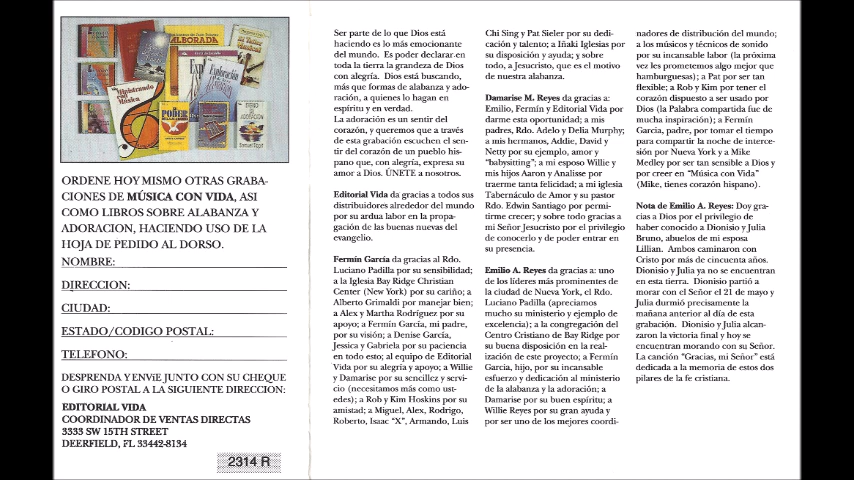 ALBORADA
Ministrando con Música
EL PODER
ORDENE HOY MISMO OTRAS GRABA-
CIONES DE MÚSICA CON VIDA, ASI
COMO LIBROS SOBRE ALABANZA Y
ADORACION, HACIENDO USO DE LA
HOJA DE PEDIDO AL DORSO.
NOMBRE:
DIRECCION:
CIUDAD:
ESTADO/CODIGO POSTAL:
TELEFONO:
DESPRENDA Y ENVíE JUNTO CON SU CHEQUE
O GIRO POSTAL A LA SIGUIENTE DIRECCION:
EDITORIAL VIDA
COORDINADOR DE VENTAS DIRECTAS
3333 SW 15TH STREET
DEERFIELD, FL 33442-8134
2314 R
Ser parte de lo que Dios está
haciendo es lo más emocionante
del mundo. Es poder declarar en
toda la tierra la grandeza de Dios
con alegría. Dios está buscando,
más que formas de alabanza y ado-
ración, a quienes lo hagan en
espíritu y en verdad.
La adoración es un sentir del
corazón, y queremos que a través
de esta grabación escuchen el sen-
tir del corazón de un pueblo his-
pano que, con alegría, expresa su
amor a Dios. ÚNETE a nosotros.
Editorial Vida da gracias a todos sus
distribuidores alrededor del mundo
por su ardua labor en la propa-
gación de las buenas nuevas del
evangelio.
Fermín García da gracias al Rdo.
Luciano Padilla por su sensibilidad;
a la Iglesia Bay Ridge Christian
Center (New York) por su cariño; a
Alberto Grimaldi por manejar bien;
a Alex y Martha Rodríguez por su
apoyo; a Fermín García, mi padre,
por su visión; a Denise García,
Jessica y Gabriela por su paciencia
en todo esto; al equipo de Editorial
Vida por su alegría y apoyo; a Willie
y Damarise por su sencillez y servi-
cio (necesitamos más como ust-
edes); a Rob y Kim Hoskins por su
amistad; a Miguel, Alex, Rodrigo,
Roberto, Isaac “X”, Armando, Luis
Chi Sing y Pat Sieler por su dedi-
cación y talento; a Iñaki Iglesias por
su disposición y ayuda; y sobre
todo, a Jesucristo, que es el motivo
de nuestra alabanza.
Damarise M. Reyes da gracias a:
Emilio, Fermín y Editorial Vida por
darme esta oportunidad; a mis
padres, Rdo. Adelo y Delia Murphy;
a mis hermanos, Addie, David y
Netty por su ejemplo, amor y
“babysitting”; a mi esposo Willie y
mis hijos Aaron y Analisse por
traerme tanta felicidad; a mi iglesia
Tabernáculo de Amor y su pastor
Rdo. Edwin Santiago por permi-
tirme crecer; y sobre todo gracias a
mi Señor Jesucristo por el privilegio
de conocerlo y de poder entrar en
su presencia.
Emilio A. Reyes da gracias a: uno
de los líderes más prominentes de
la ciudad de Nueva York, el Rdo.
Luciano Padilla (apreciamos
mucho su ministerio y ejemplo de
excelencia); a la congregación del
Centro Cristiano de Bay Ridge por
su buena disposición en la real-
ización de este proyecto; a Fermín
García, hijo, por su incansable
esfuerzo y dedicación al ministerio
de la alabanza y la adoración; a
Damarise por su buen espíritu; a
Willie Reyes por su gran ayuda y
por ser uno de los mejores coordi-
nadores de distribución del mundo;
a los músicos y técnicos de sonido
por su incansable labor (la próxima
vez les prometemos algo mejor que
hamburguesas); a Pat por ser tan
flexible; a Rob y Kim por tener el
corazón dispuesto a ser usado por
Dios (la Palabra compartida fue de
mucha inspiración); a Fermín
García, padre, por tomar el tiempo
para compartir la noche de interce-
sión por Nueva York y a Mike
Medley por ser tan sensible a Dios y
por creer en “Música con Vida”
(Mike, tienes corazón hispano).
Nota de Emilio A. Reyes: Doy gra-
cias a Dios por el privilegio de
haber conocido a Dionisio y Julia
Bruno, abuelos de mi esposa
Lillian. Ambos caminaron con
Cristo por más de cincuenta años.
Dionisio y Julia ya no se encuentran
en esta tierra. Dionisio partió a
morar con el Señor el 21 de mayo y
Julia durmió precisamente la
mañana anterior al día de esta
grabación. Dionisio y Julia alcan-
zaron la victoria final y hoy se
encuentran morando con su Señor.
La canción “Gracias, mi Señor” está
dedicada a la memoria de estos dos
pilares de la fe cristiana.